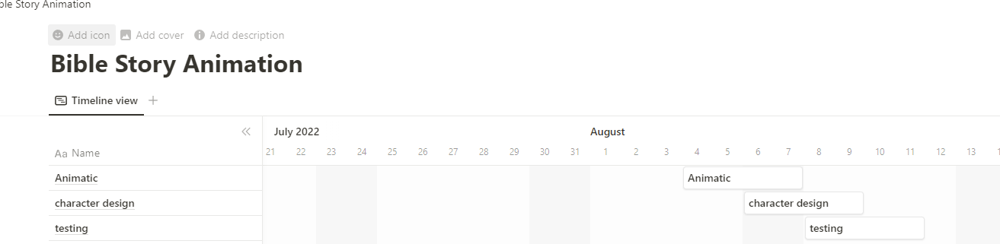 ble Story Animation
Add icon Add cover Add description
Bible Story Animation
Timeline view
July 2022 August
Aa Name
21 22 23 24 25 26 27 28 29 30 31 1 2 3 4 5 6 7 8 9 10 11 12 13
Animatic Animatic
character design character design
testing testing